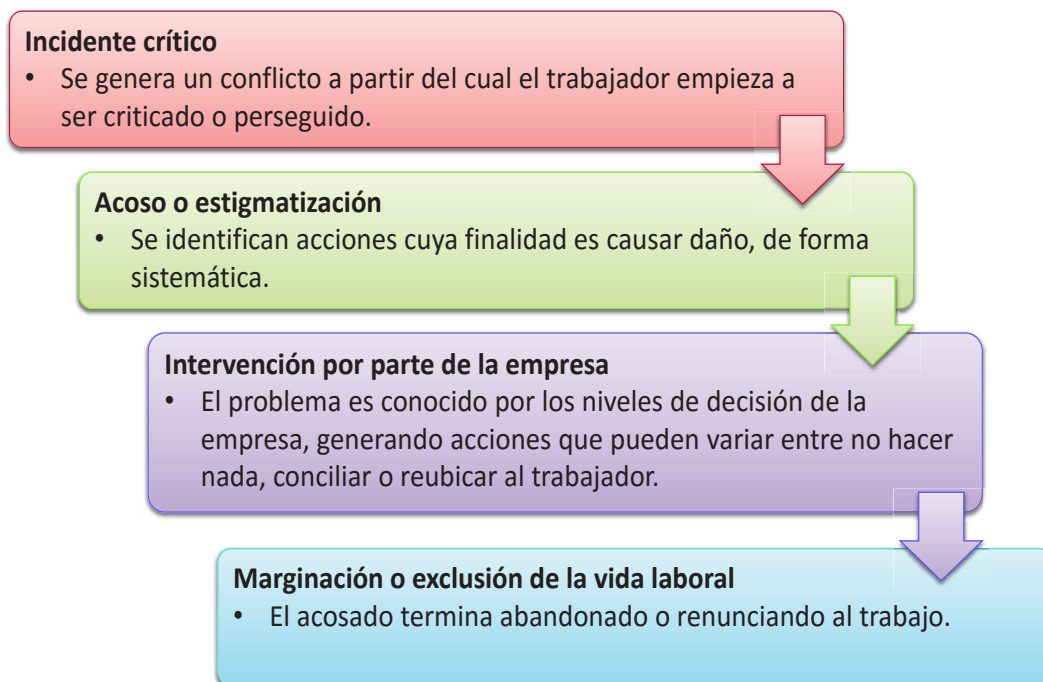 Incidente crítico
• Se genera un conflicto a partir del cual el trabajador empieza a
ser criticado o perseguido.
Acoso o estigmatización
• Se identifican acciones cuya finalidad es causar daño, de forma
sistemática.
Intervención por parte de la empresa
• El problema es conocido por los niveles de decisión de la
empresa, generando acciones que pueden variar entre no hacer
nada, conciliar o reubicar al trabajador.
Marginación o exclusión de la vida laboral
• El acosado termina abandonado o renunciando al trabajo.